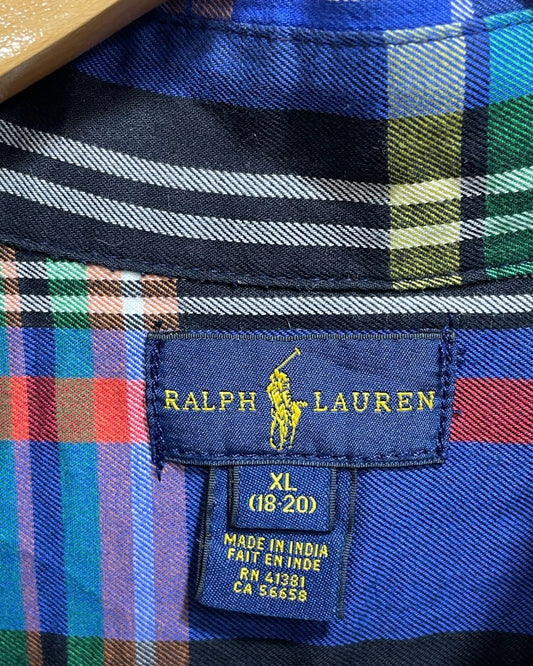 RALPH LAUREN
XL
(18-20)
MADE IN INDIA
FAIT EN INDE
RN 41381
CA 56658